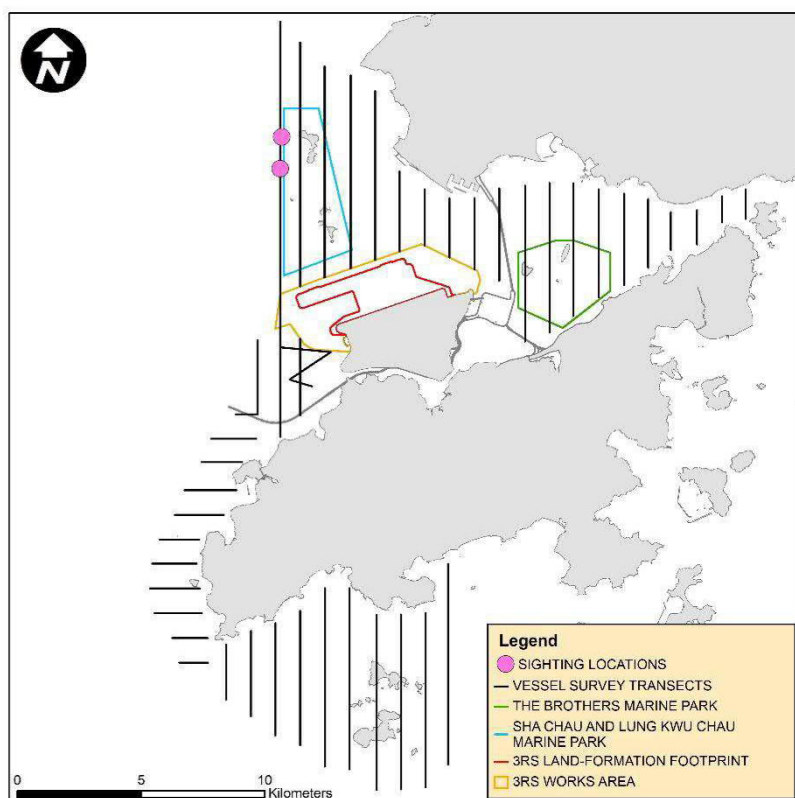 N
Legend
SIGHTING LOCATIONS
VESSEL SURVEY TRANSECTS
THE BROTHERS MARINE PARK
SHA CHAU AND LUNG KWU CHAU
MARINE PARK
3RS LAND-FORMATION FOOTPRINT
3RS WORKS AREA
0 5 10
Kilometers